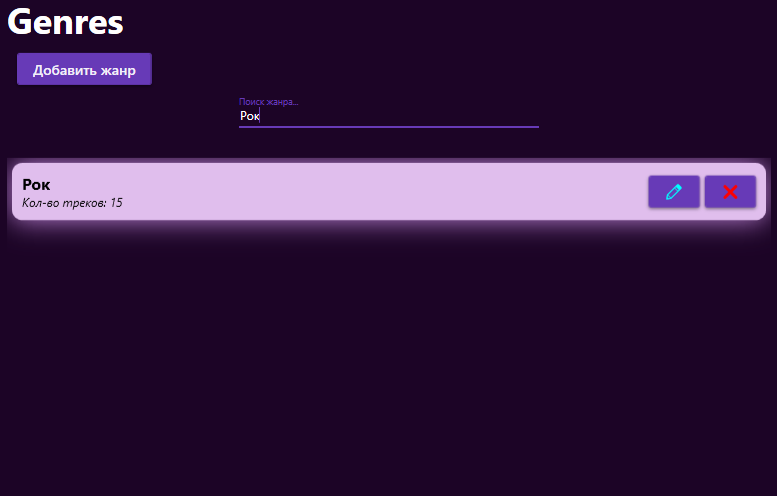 Genres
Добавить жанр
Поиск жанра...
Рок
Рок
Кол-во треков: 15